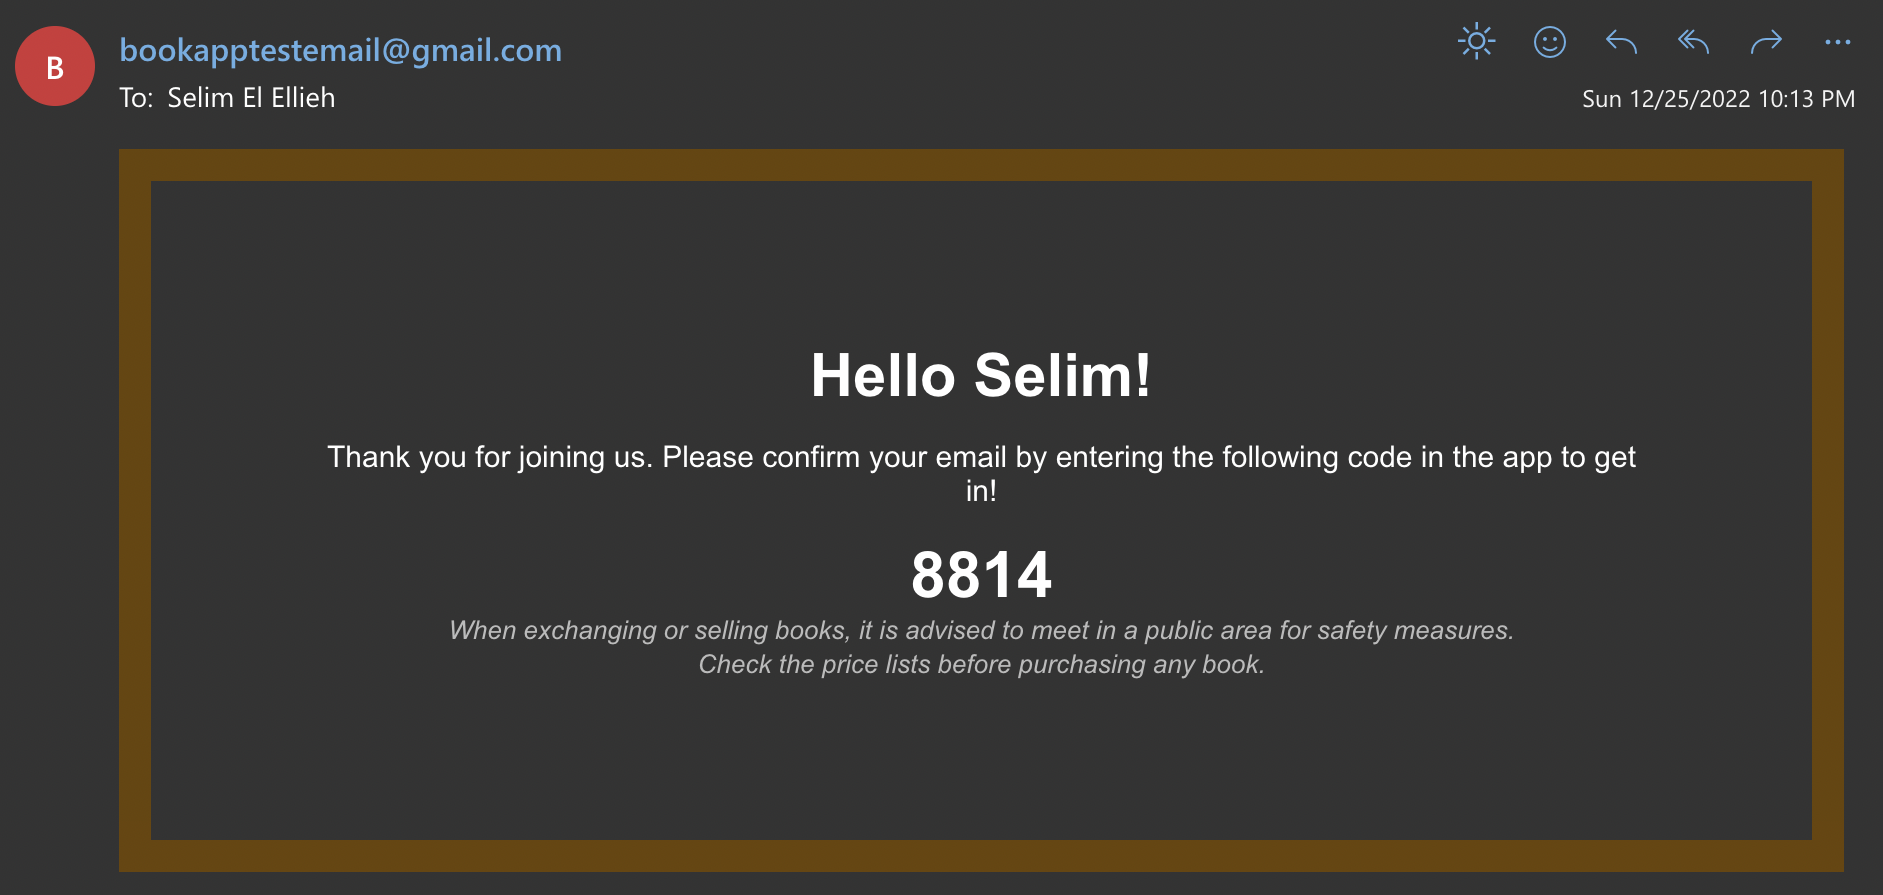 B
bookapptestemail@gmail.com
To: Selim El Ellieh
Sun 12/25/2022 10:13 PM
Hello Selim!
Thank you for joining us. Please confirm your email by entering the following code in the app to get
in!
8814
When exchanging or selling books, it is advised to meet in a public area for safety measures.
Check the price lists before purchasing any book.